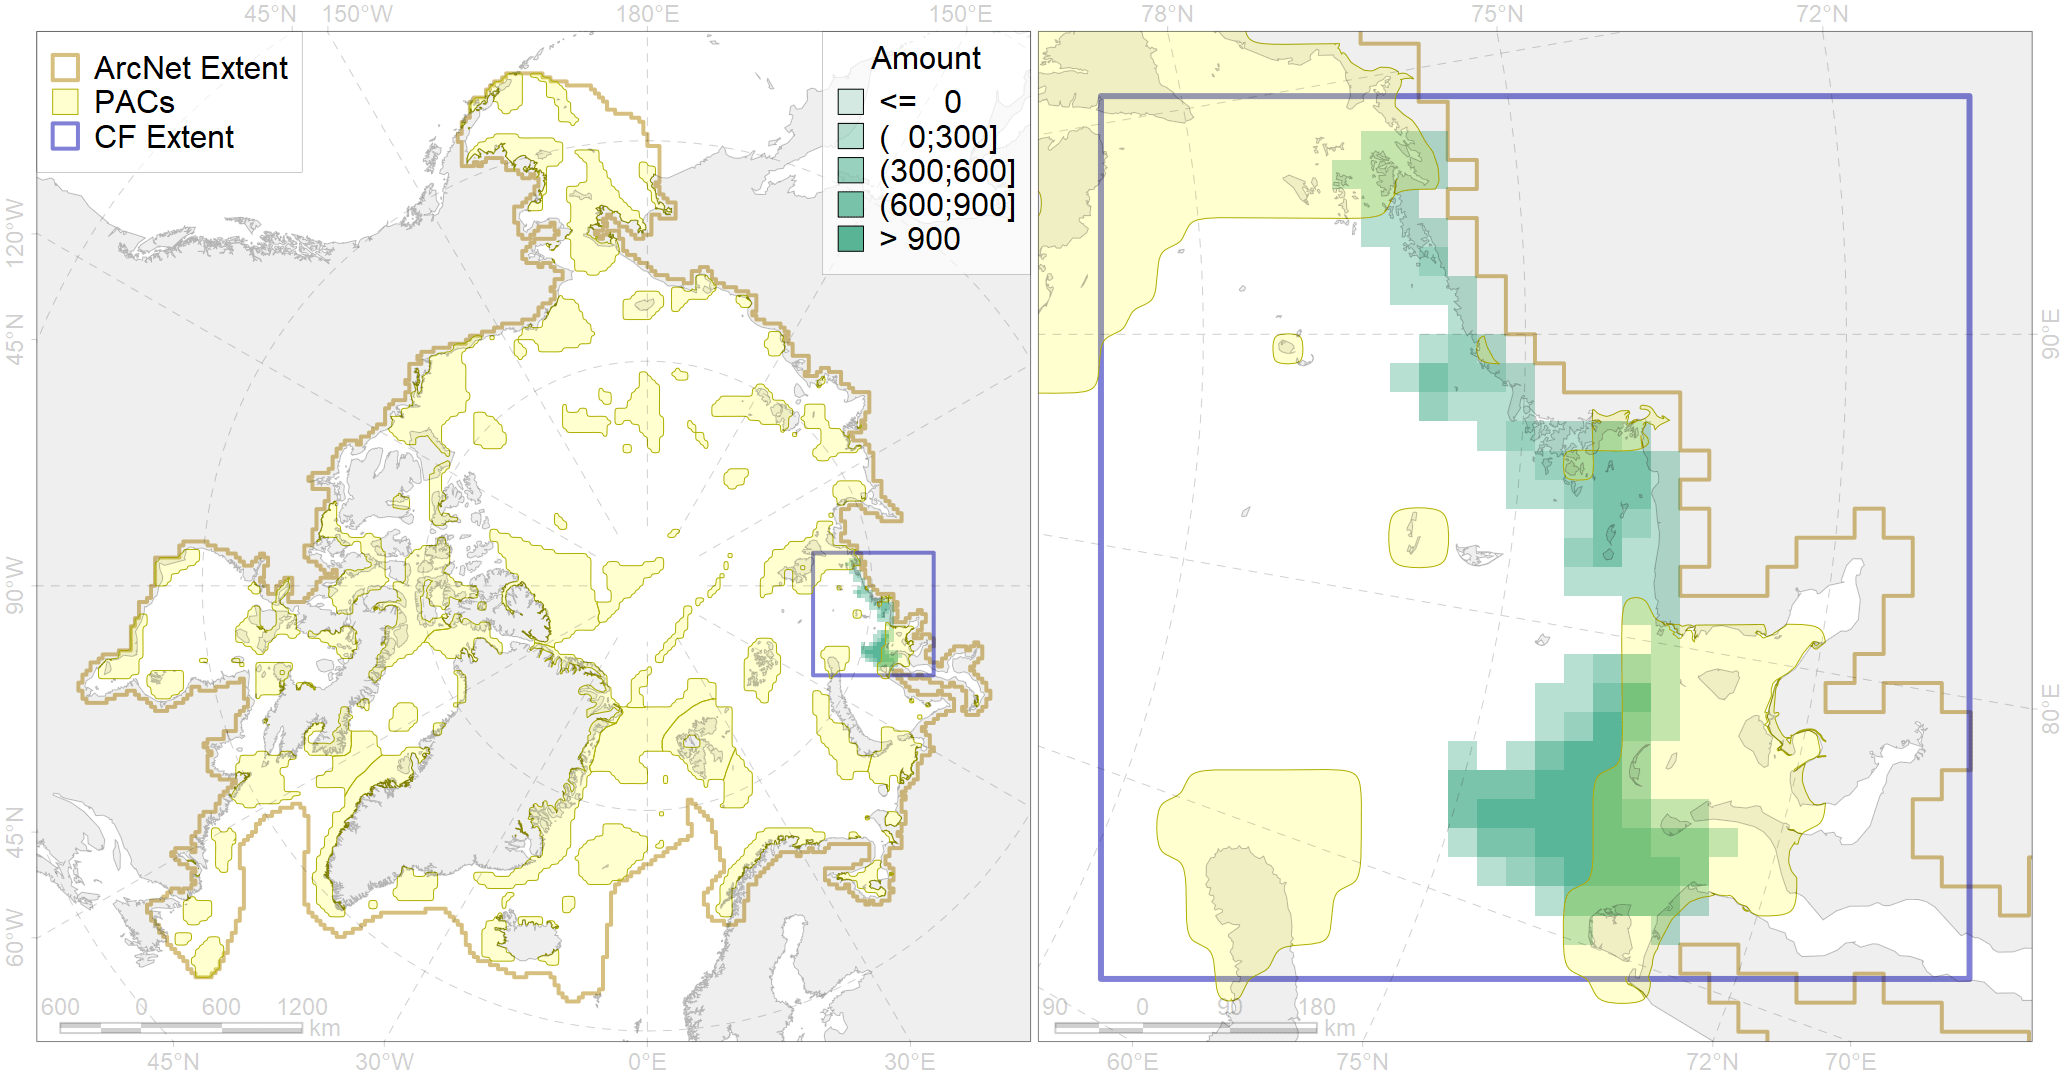 45°N 150°W 180°E 150°E 78°N 75°N 72°N
ArcNet Extent
PACs
CF Extent
Amount
<= 0
( 0;300]
(300;600]
(600;900]
> 900
120°W
45°N
90°W
45°N
60°W
90°E
80°E
600 0 600 1200
km
90 0 90 180
km
45°N 30°W 0°E 30°E 60°E 75°N 72°N 70°E